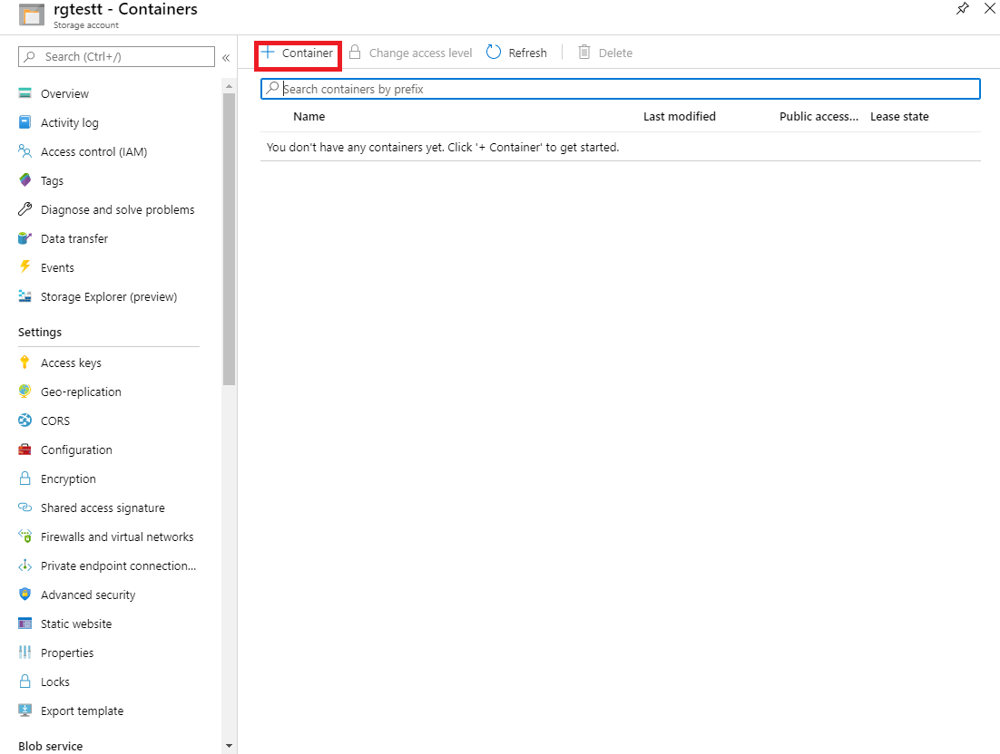 rgtestt - Containers
Storage account
Search (Ctrl+/)
«
Overview
Activity log
Access control (IAM)
Tags
Diagnose and solve problems
Data transfer
Events
Storage Explorer (preview)
Settings
Access keys
Geo-replication
CORS
Configuration
Encryption
Shared access signature
Firewalls and virtual networks
Private endpoint connection...
Advanced security
Static website
Properties
Locks
Export template
Blob service
+ Container Change access level Refresh Delete
Search containers by prefix
Name Last modified Public access... Lease state
You don't have any containers yet. Click '+ Container' to get started.